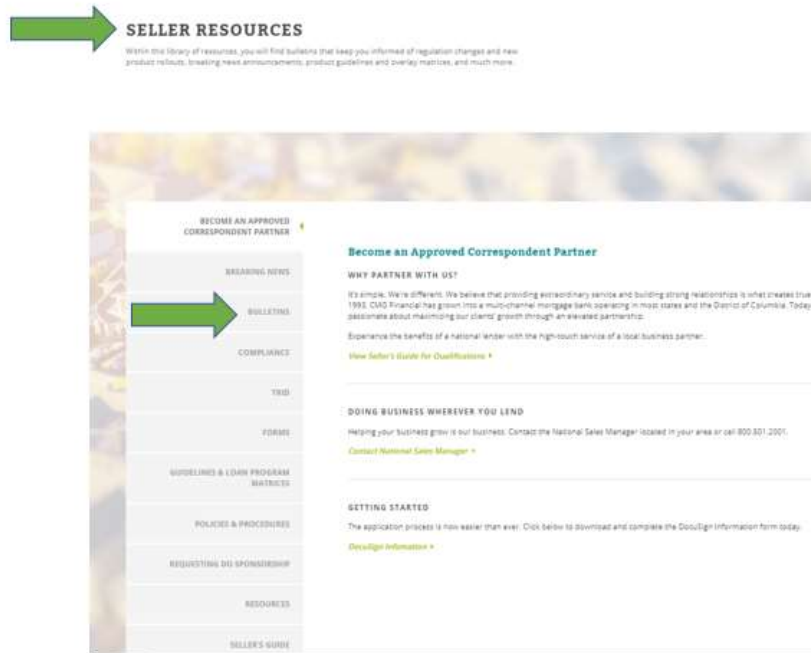 SELLER RESOURCES
Within this library of resources, you will find bulletins that keep you informed of regulation changes and new
product rollouts, breaking news announcements, product guidelines and overlay matrices, and much more.
BECOME AN APPROVED
CORRESPONDENT PARTNER
BREAKING NEWS
BULLETINS
COMPLIANCE
TRID
FORMS
GUIDELINES & LOAN PROGRAM
MATRICES
POLICIES & PROCEDURES
REQUESTING DU SPONSORSHIP
RESOURCES
SELLER'S GUIDE
Become an Approved Correspondent Partner
WHY PARTNER WITH US?
It's simple. We're different. We believe that providing extraordinary service and building strong relationships is what creates true
1993, CMG Financial has grown into a multi-channel mortgage bank operating in most states and the District of Columbia. Today
passionate about maximizing our clients' growth through an elevated partnership.
Experience the benefits of a national lender with the high-touch service of a local business partner.
View Seller's Guide for Qualifications
DOING BUSINESS WHEREVER YOU LEND
Helping your business grow is our business. Contact the National Sales Manager located in your area or call 800.501.2001.
Contact National Sales Manager
GETTING STARTED
The application process is now easier than ever. Click below to download and complete the DocuSign Information form today.
DocuSign Infomation